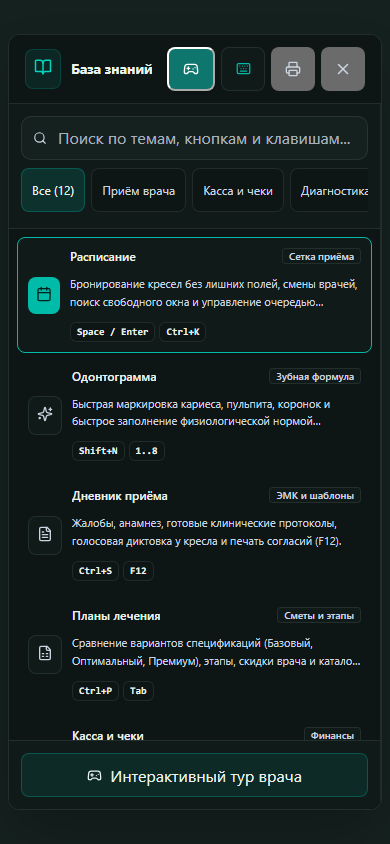 База знаний
Поиск по темам, кнопкам и клавишам...
Все (12)
Приём врача
Касса и чеки
Диагностика
Расписание
Сетка приёма
Бронирование кресел без лишних полей, смены врачей,
поиск свободного окна и управление очередью...
Space / Enter
Ctrl+K
Одонтограмма
Зубная формула
Быстрая маркировка кариеса, пульпита, коронок и
быстрое заполнение физиологической нормой...
Shift+N
1..8
Дневник приёма
ЭМК и шаблоны
Жалобы, анамнез, готовые клинические протоколы,
голосовая диктовка у кресла и печать согласий (F12).
Ctrl+S
F12
Планы лечения
Сметы и этапы
Сравнение вариантов спецификаций (Базовый,
Оптимальный, Премиум), этапы, скидки врача и катало...
Ctrl+P
Tab
Касса и чеки
Финансы
Интерактивный тур врача